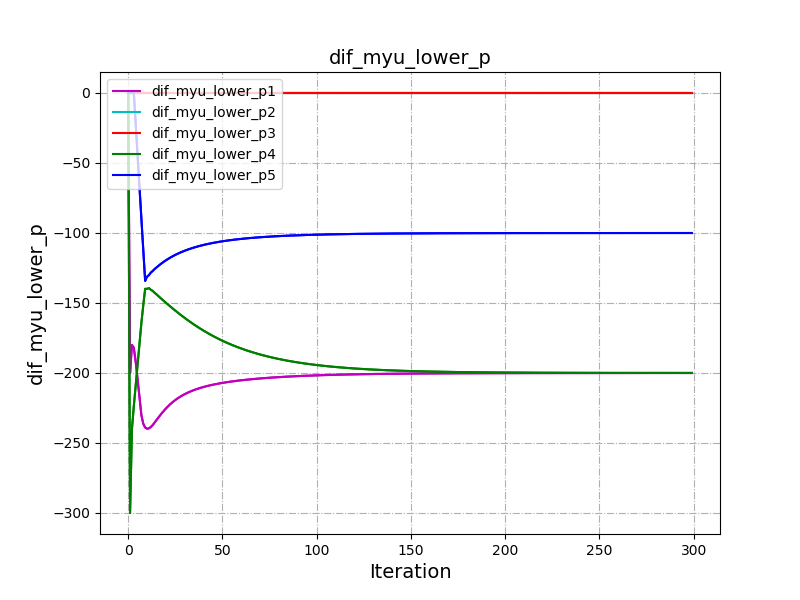 dif_myu_lower_p
dif_myu_lower_p
0
−50
−100
−150
−200
−250
−300
dif_myu_lower_p1
dif_myu_lower_p2
dif_myu_lower_p3
dif_myu_lower_p4
dif_myu_lower_p5
0 50 100 150 200 250 300
Iteration